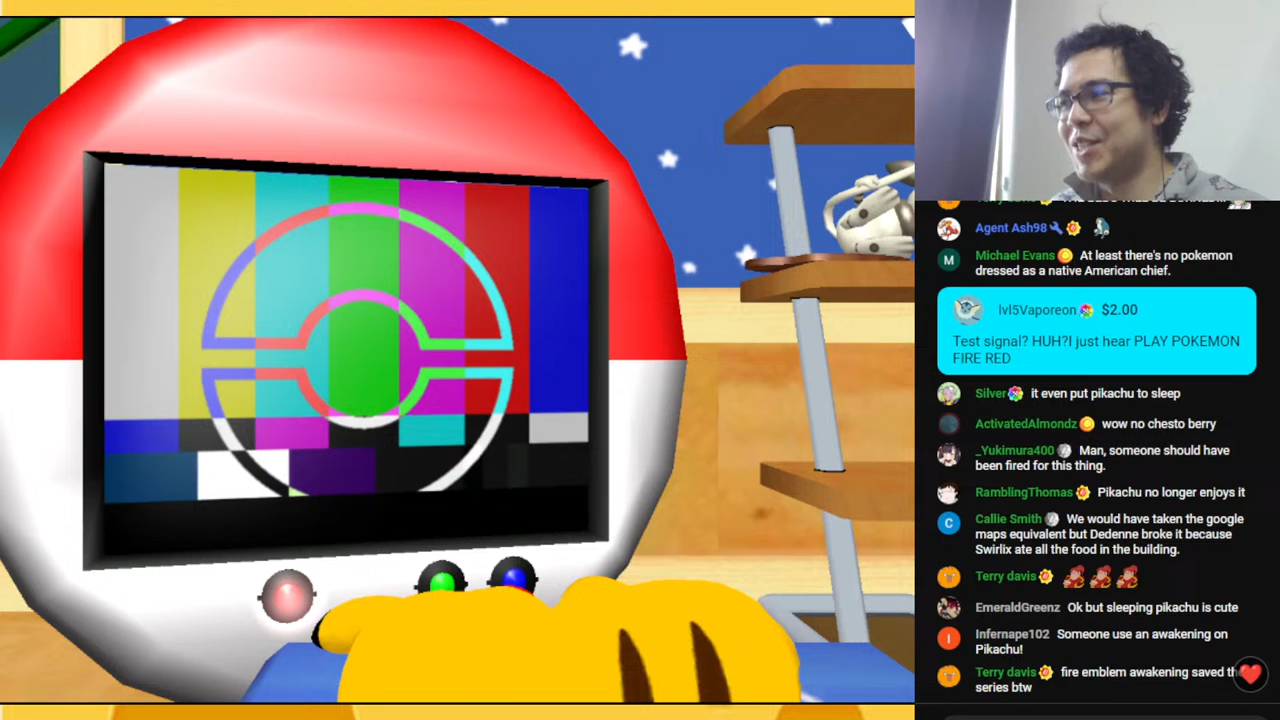 Agent Ash98
Michael Evans At least there's no pokemon
dressed as a native American chief.
lvl5Vaporeon $2.00
Test signal? HUH?I just hear PLAY POKEMON
FIRE RED
Silver it even put pikachu to sleep
ActivatedAlmondz wow no chesto berry
_Yukimura400 Man, someone should have
been fired for this thing.
RamblingThomas Pikachu no longer enjoys it
Callie Smith We would have taken the google
maps equivalent but Dedenne broke it because
Swirlix ate all the food in the building.
Terry davis
EmeraldGreenz Ok but sleeping pikachu is cute
Infernape102 Someone use an awakening on
Pikachu!
Terry davis fire emblem awakening saved th
series btw
M
C
I